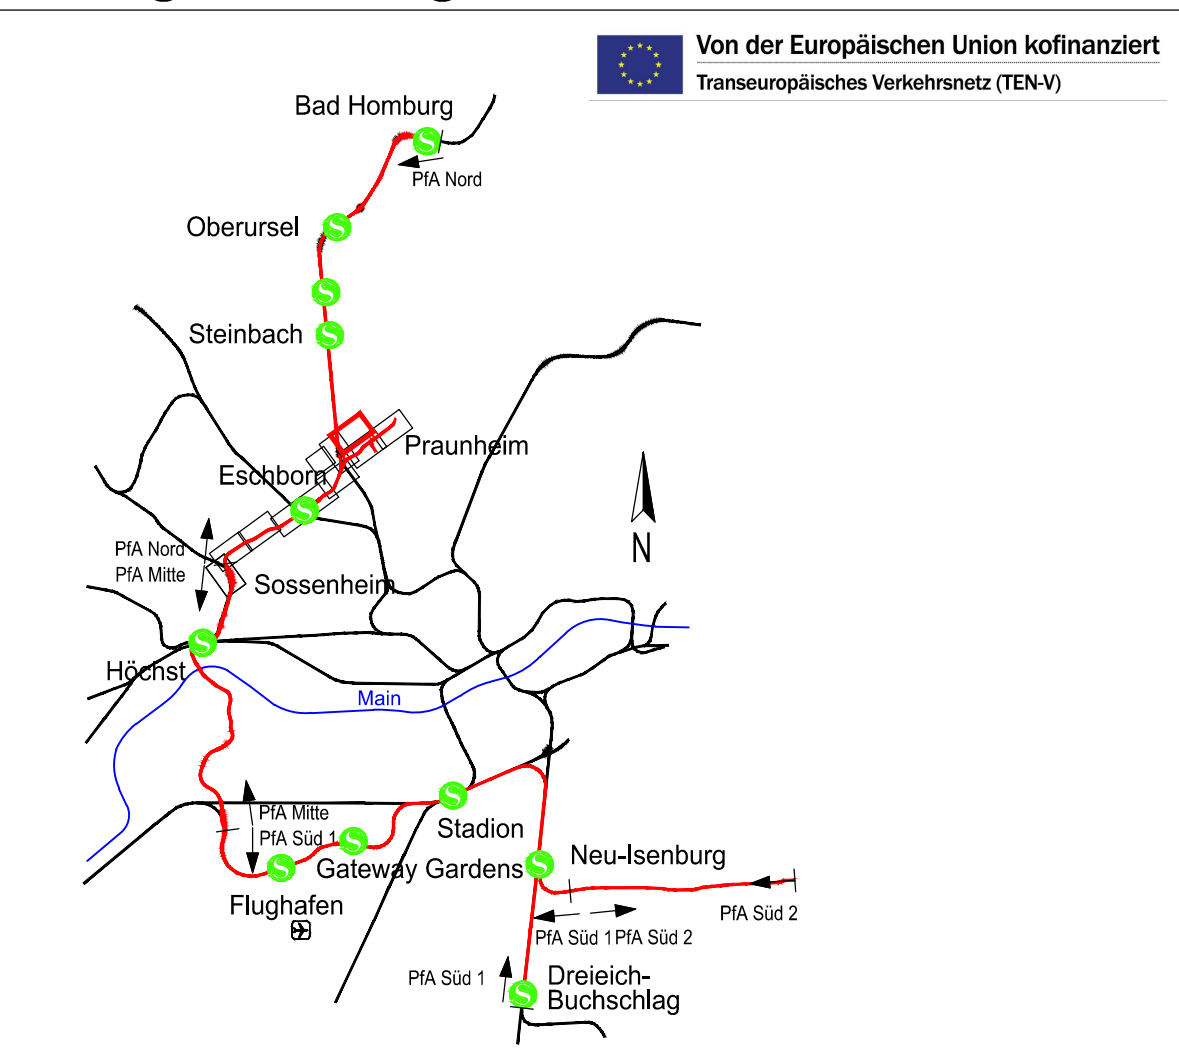 Von der Europäischen Union kofinanziert
Transeuropäisches Verkehrsnetz (TEN-V)
Bad Homburg
PfA Nord
Oberursel
Steinbach
Praunheim
Eschborn
PfA Nord
PfA Mitte
Sossenheim
N
Höchst
Main
PfA Mitte
PfA Süd 1
Stadion
Neu-Isenburg
Gateway Gardens
Flughafen
PfA Süd 2
PfA Süd 1 PfA Süd 2
PfA Süd 1
Dreieich-
Buchschlag